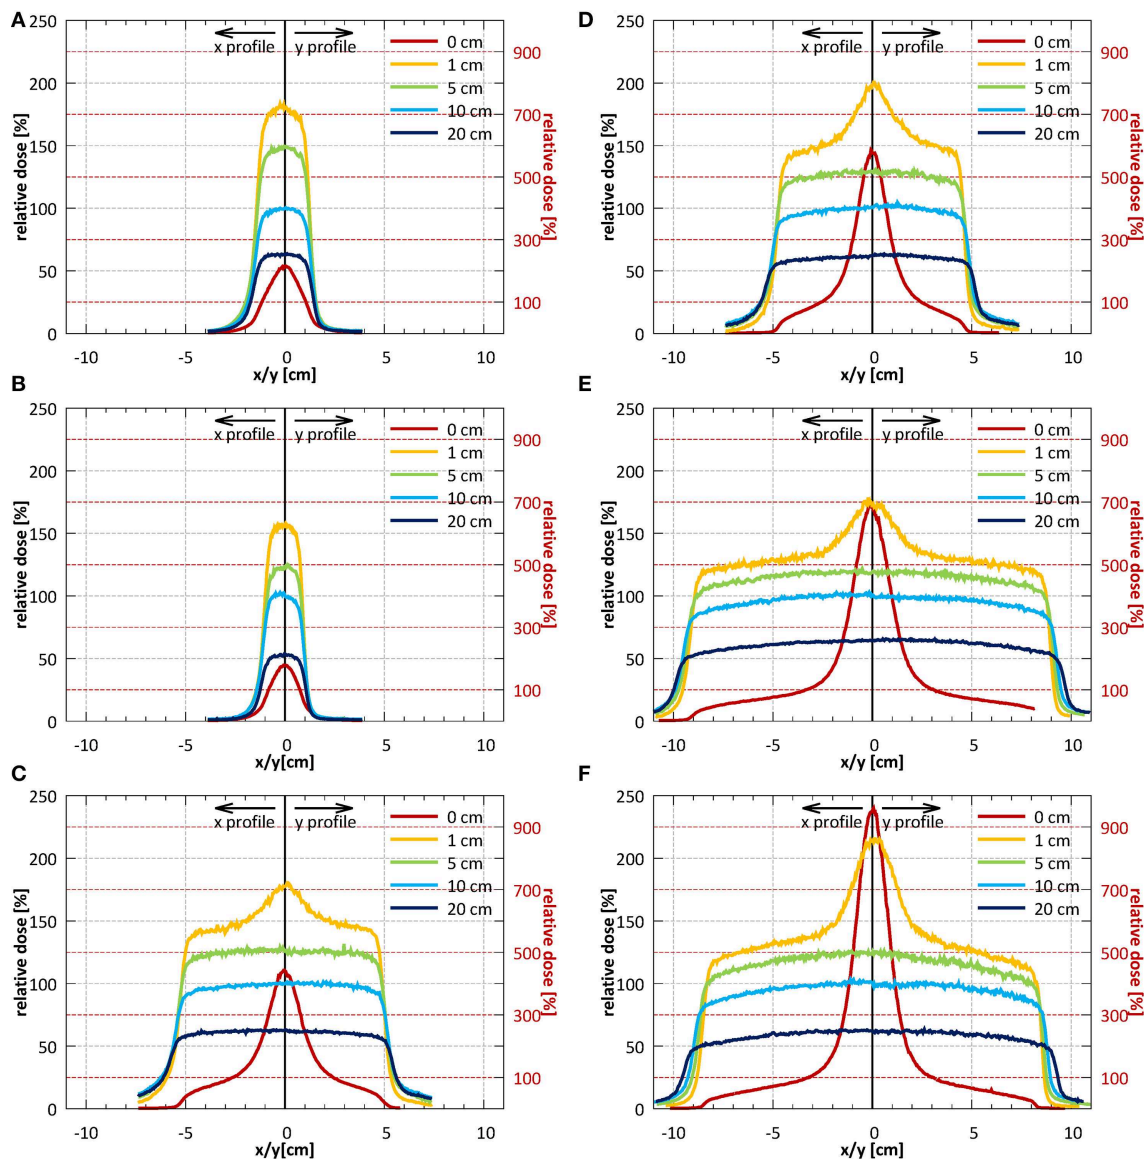 A
x profile y profile
0 cm
1 cm
5 cm
10 cm
20 cm
250
200
150
100
50
0
relative dose [%]
900
700
500
300
100
relative dose [%]
-10 -5 0 5 10
x/y [cm]
D
x profile y profile
0 cm
1 cm
5 cm
10 cm
20 cm
250
200
150
100
50
0
relative dose [%]
900
700
500
300
100
relative dose [%]
-10 -5 0 5 10
x/y [cm]
B
x profile y profile
0 cm
1 cm
5 cm
10 cm
20 cm
250
200
150
100
50
0
relative dose [%]
900
700
500
300
100
relative dose [%]
-10 -5 0 5 10
x/y[cm]
E
x profile y profile
0 cm
1 cm
5 cm
10 cm
20 cm
250
200
150
100
50
0
relative dose [%]
900
700
500
300
100
relative dose [%]
-10 -5 0 5 10
x/y [cm]
C
x profile y profile
0 cm
1 cm
5 cm
10 cm
20 cm
250
200
150
100
50
0
relative dose [%]
900
700
500
300
100
relative dose [%]
-10 -5 0 5 10
x/y[cm]
F
x profile y profile
0 cm
1 cm
5 cm
10 cm
20 cm
250
200
150
100
50
0
relative dose [%]
900
700
500
300
100
relative dose [%]
-10 -5 0 5 10
x/y [cm]